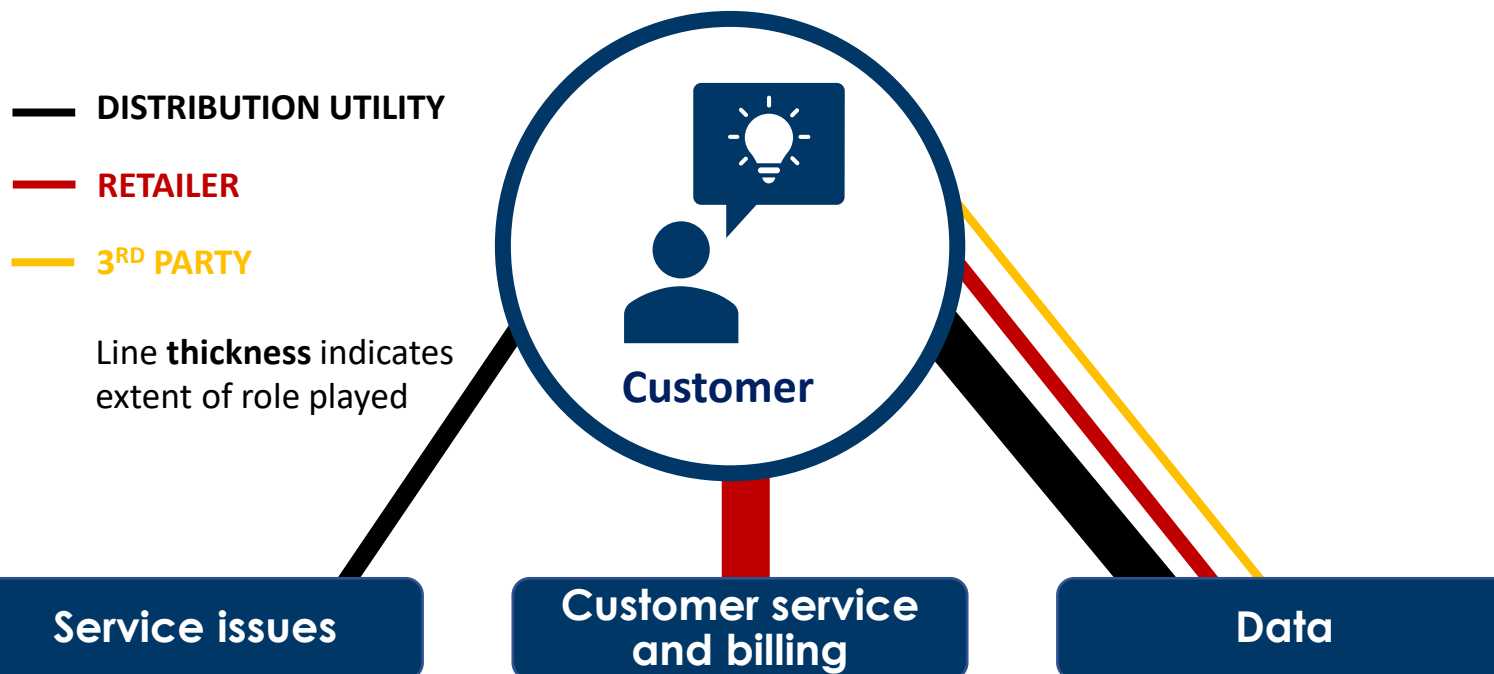 DISTRIBUTION UTILITY
RETAILER
3RD PARTY
Line thickness indicates
extent of role played
Customer
Service issues
Customer service
and billing
Data